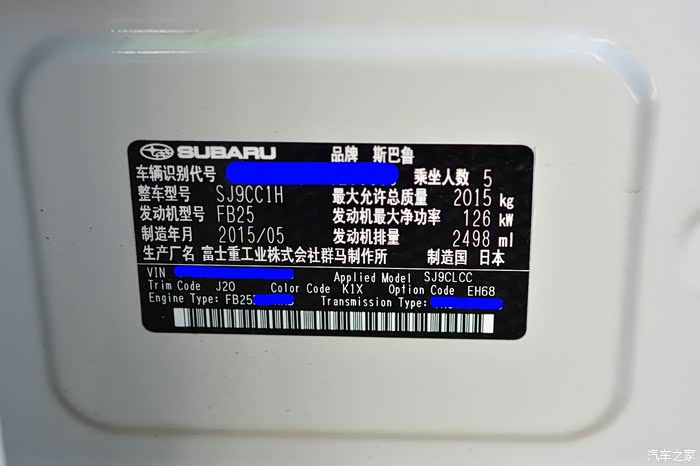 SUBARU 品牌 斯巴鲁
车辆识别代号 乘坐人数 5
整车型号 SJ9CC1H 最大允许总质量 2015 kg
发动机型号 FB25 发动机最大净功率 126 kW
制造年月 2015/05 发动机排量 2498 ml
生产厂名 富士重工业株式会社群马制作所 制造国 日本
VIN Applied Model SJ9CLCC
Trim Code J20 Color Code K1X Option Code EH68
Engine Type: FB25 Transmission Type:
汽车之家